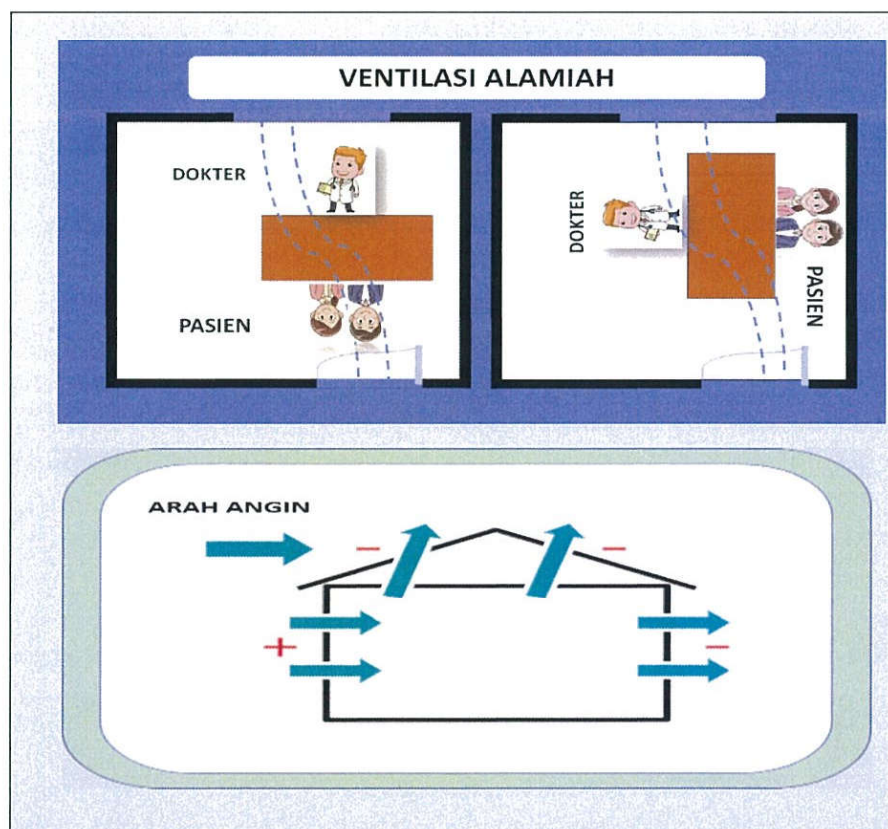 VENTILASI ALAMIAH
DOKTER
PASIEN
DOKTER
PASIEN
ARAH ANGIN
−
−
+
−